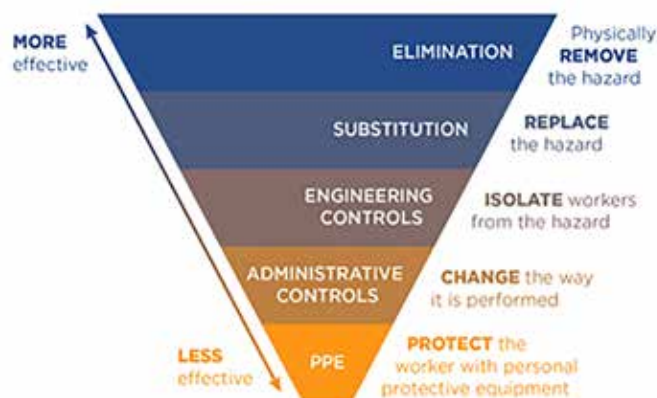 MORE
effective
ELIMINATION
Physically
REMOVE
the hazard
SUBSTITUTION
REPLACE
the hazard
ENGINEERING
CONTROLS
ISOLATE workers
from the hazard
ADMINISTRATIVE
CONTROLS
CHANGE the way
it is performed
LESS
effective
PPE
PROTECT the
worker with personal
protective equipment